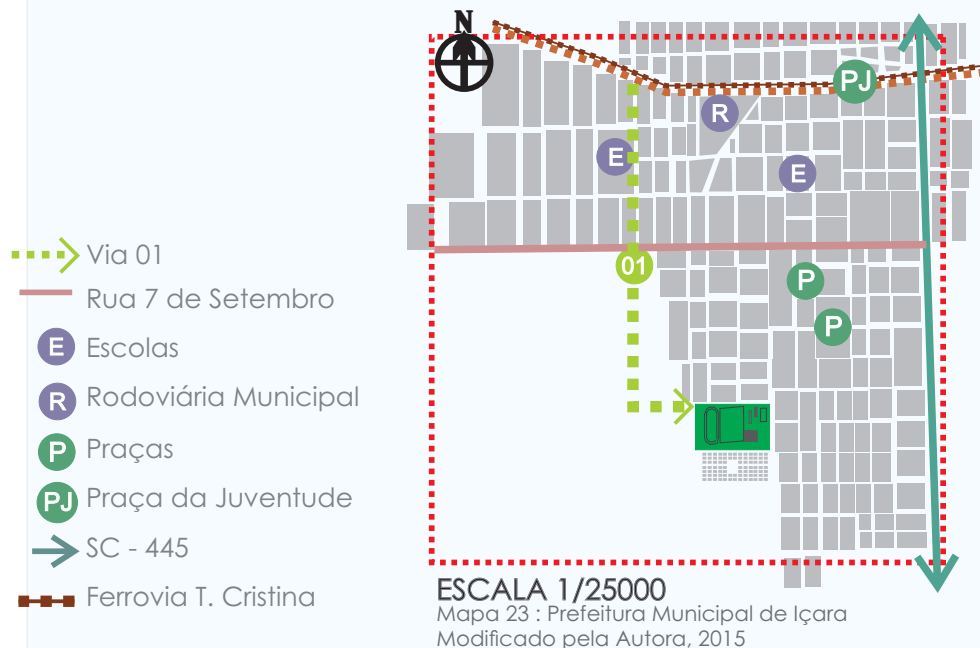 N
PJ
R
E
E
01
P
P
Via 01
Rua 7 de Setembro
E Escolas
R Rodoviária Municipal
P Praças
PJ Praça da Juventude
SC - 445
Ferrovia T. Cristina
ESCALA 1/25000
Mapa 23 : Prefeitura Municipal de Içara
Modificado pela Autora, 2015